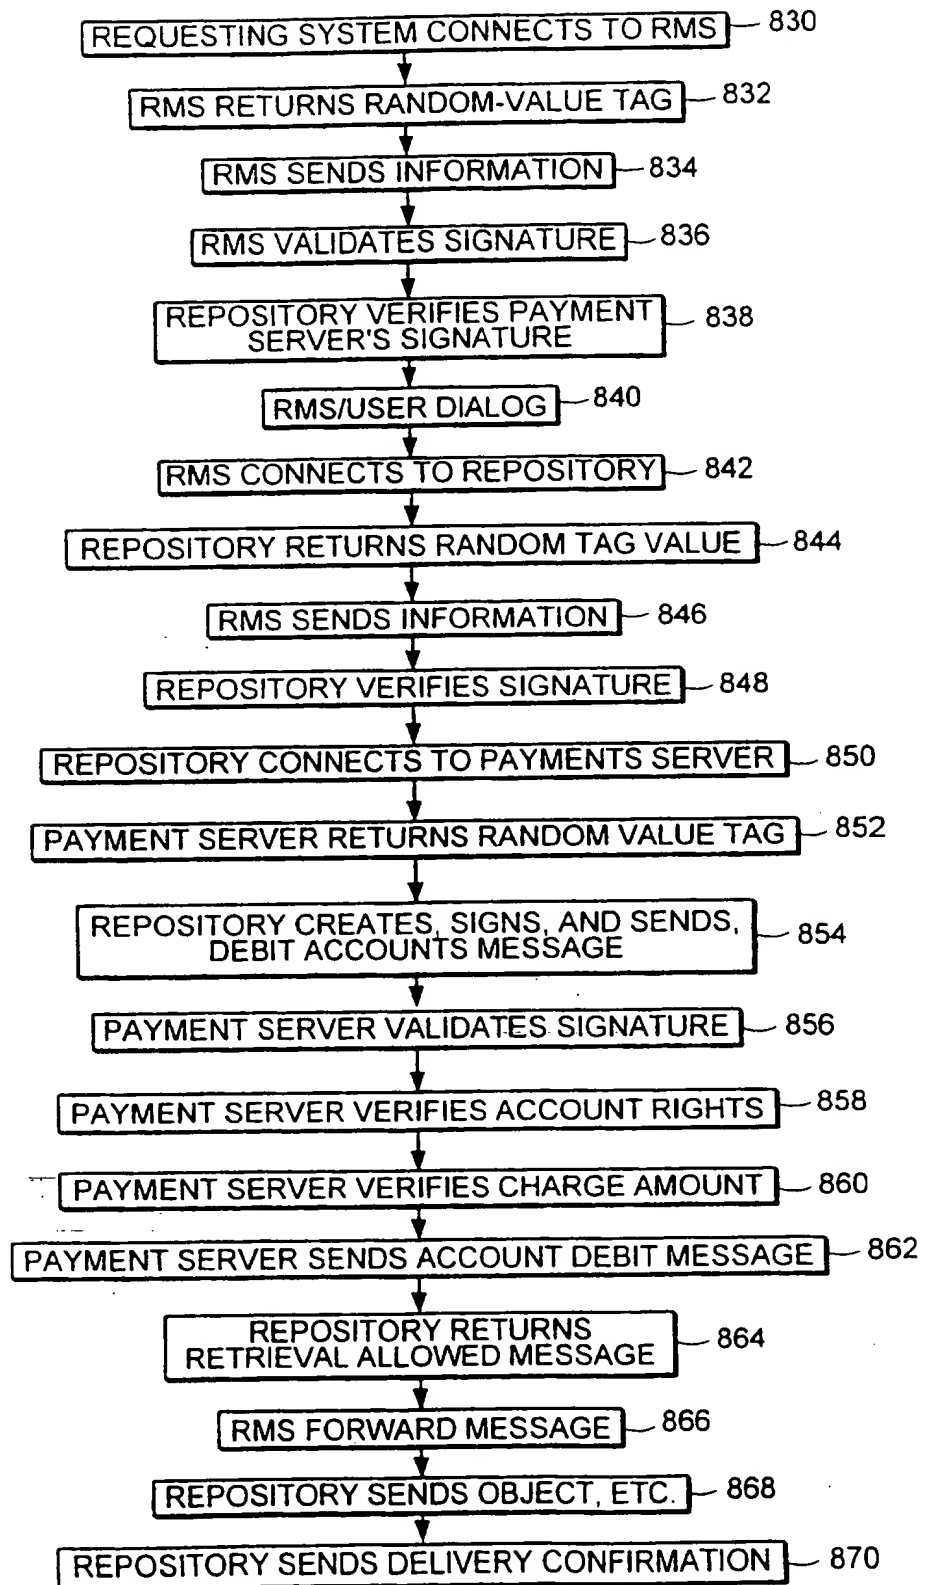 REQUESTING SYSTEM CONNECTS TO RMS 830
RMS RETURNS RANDOM-VALUE TAG 832
RMS SENDS INFORMATION 834
RMS VALIDATES SIGNATURE 836
REPOSITORY VERIFIES PAYMENT
SERVER'S SIGNATURE 838
RMS/USER DIALOG 840
RMS CONNECTS TO REPOSITORY 842
REPOSITORY RETURNS RANDOM TAG VALUE 844
RMS SENDS INFORMATION 846
REPOSITORY VERIFIES SIGNATURE 848
REPOSITORY CONNECTS TO PAYMENTS SERVER 850
PAYMENT SERVER RETURNS RANDOM VALUE TAG 852
REPOSITORY CREATES, SIGNS, AND SENDS,
DEBIT ACCOUNTS MESSAGE 854
PAYMENT SERVER VALIDATES SIGNATURE 856
PAYMENT SERVER VERIFIES ACCOUNT RIGHTS 858
PAYMENT SERVER VERIFIES CHARGE AMOUNT 860
PAYMENT SERVER SENDS ACCOUNT DEBIT MESSAGE 862
REPOSITORY RETURNS
RETRIEVAL ALLOWED MESSAGE 864
RMS FORWARD MESSAGE 866
REPOSITORY SENDS OBJECT, ETC. 868
REPOSITORY SENDS DELIVERY CONFIRMATION 870